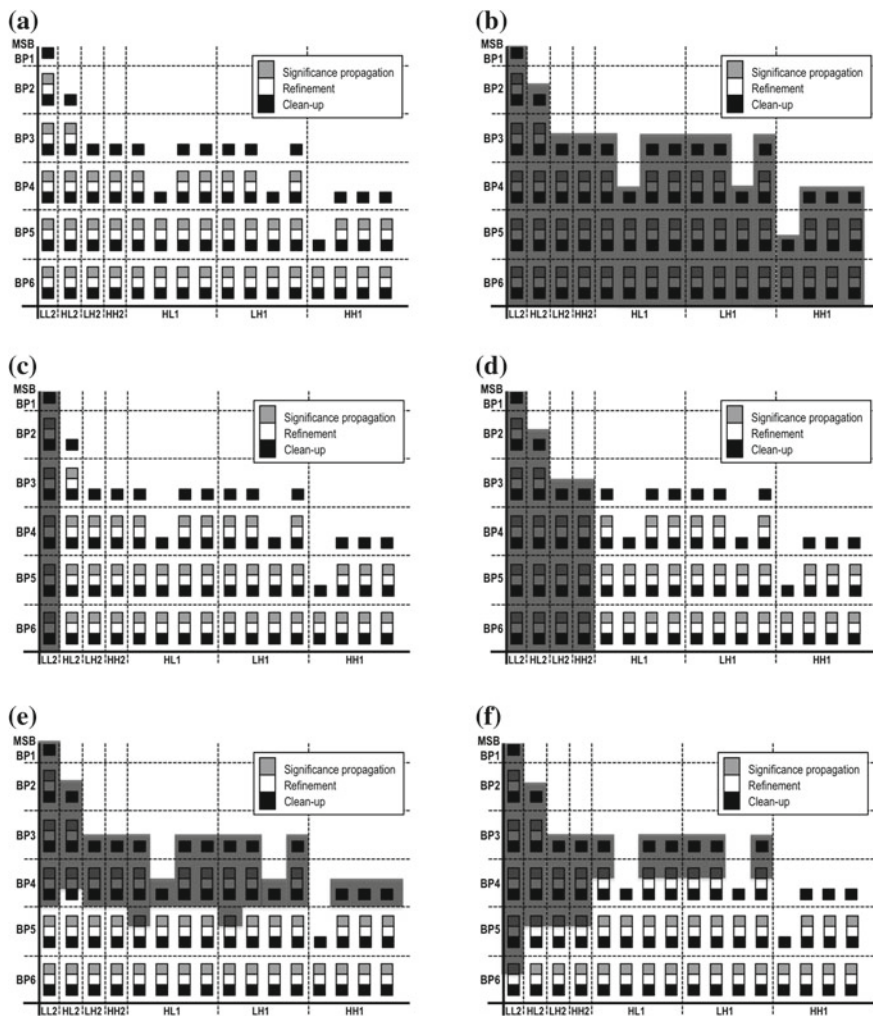 (a)
MSB
BP1
Significance propagation
BP2
Refinement
Clean-up
BP3
BP4
BP5
BP6
LL2 HL2 LH2 HH2 HL1 LH1 HH1
(b)
MSB
BP1
Significance propagation
BP2
Refinement
Clean-up
BP3
BP4
BP5
BP6
LL2 HL2 LH2 HH2 HL1 LH1 HH1
(c)
MSB
BP1
Significance propagation
BP2
Refinement
Clean-up
BP3
BP4
BP5
BP6
LL2 HL2 LH2 HH2 HL1 LH1 HH1
(d)
MSB
BP1
Significance propagation
BP2
Refinement
Clean-up
BP3
BP4
BP5
BP6
LL2 HL2 LH2 HH2 HL1 LH1 HH1
(e)
MSB
BP1
Significance propagation
BP2
Refinement
Clean-up
BP3
BP4
BP5
BP6
LL2 HL2 LH2 HH2 HL1 LH1 HH1
(f)
MSB
BP1
Significance propagation
BP2
Refinement
Clean-up
BP3
BP4
BP5
BP6
LL2 HL2 LH2 HH2 HL1 LH1 HH1